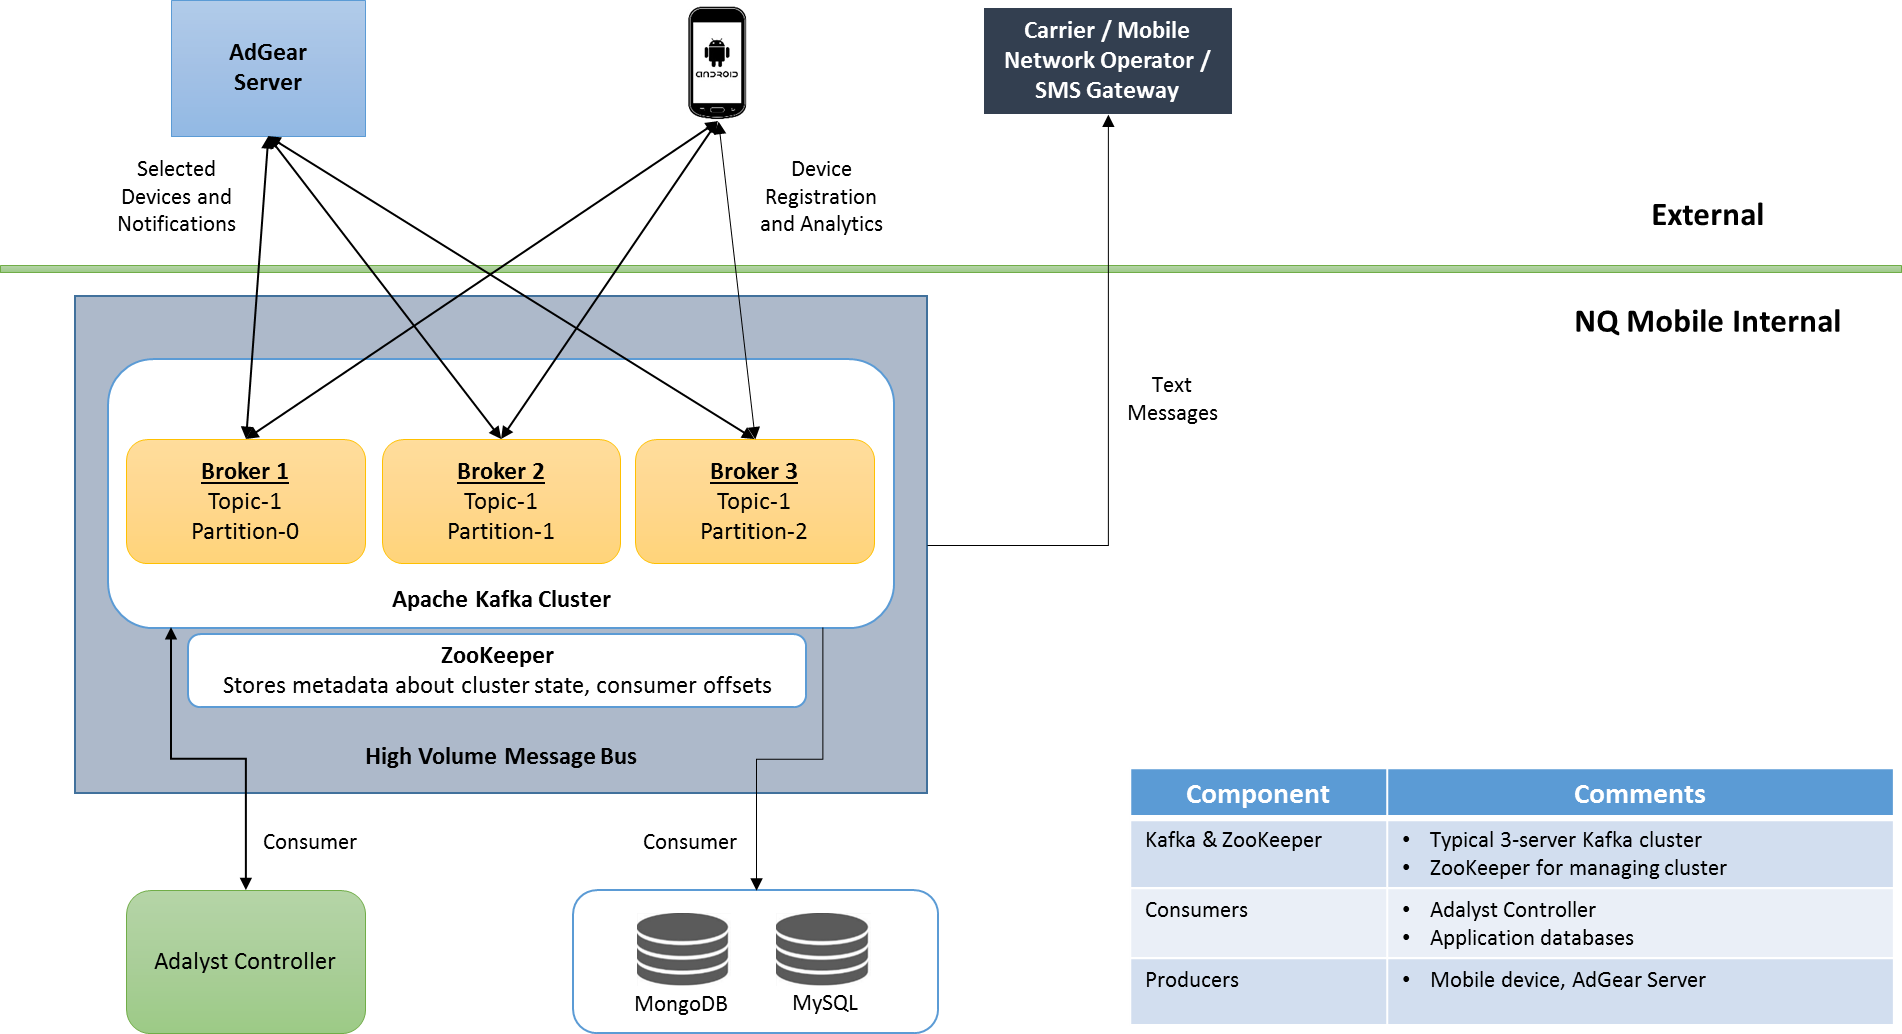 AdGear
Server
ANDROID
Carrier / Mobile
Network Operator /
SMS Gateway
Selected
Devices and
Notifications
Device
Registration
and Analytics
External
NQ Mobile Internal
Text
Messages
Broker 1
Topic-1
Partition-0
Broker 2
Topic-1
Partition-1
Broker 3
Topic-1
Partition-2
Apache Kafka Cluster
ZooKeeper
Stores metadata about cluster state, consumer offsets
High Volume Message Bus
Consumer
Consumer
Adalyst Controller
MongoDB
MySQL
Component
Comments
Kafka & ZooKeeper
• Typical 3-server Kafka cluster
• ZooKeeper for managing cluster
Consumers
• Adalyst Controller
• Application databases
Producers
• Mobile device, AdGear Server